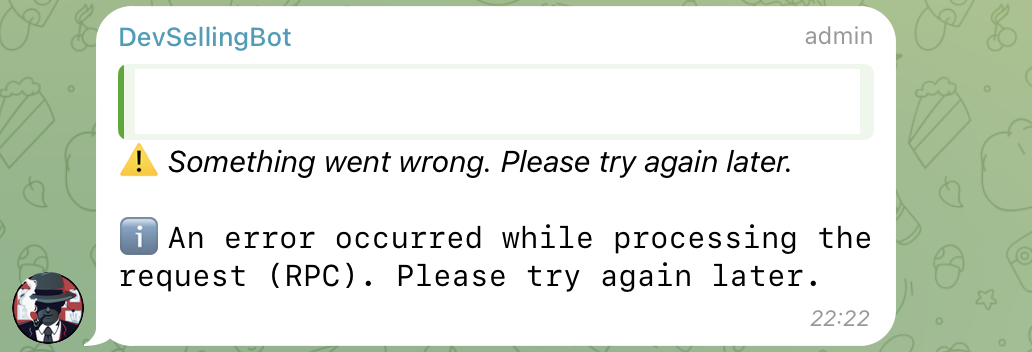 DevSellingBot admin
⚠️ Something went wrong. Please try again later.
ℹ️ An error occurred while processing the
request (RPC). Please try again later.
22:22